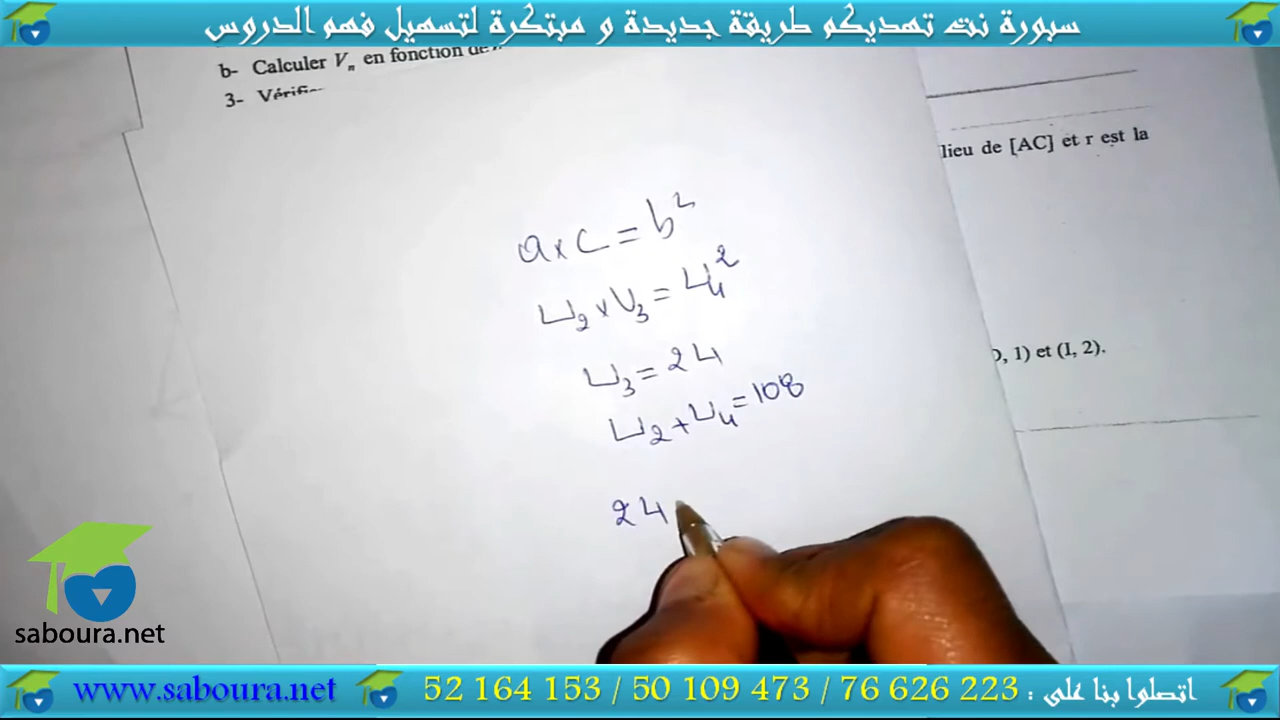 سبورة نت تهديكم طريقة جديدة و مبتكرة لتسهيل فهم الدروس
b- Calculer Vn en fonction de
3- Vérifie
lieu de [AC] et r est la
a × c = b²
U₂ × U₃ = U₄²
, 1) et (I, 2).
U₃ = 24
U₂ + U₄ = 108
24
saboura.net
www.saboura.net 52 164 153 / 50 109 473 / 76 626 223 : اتصلوا بنا على